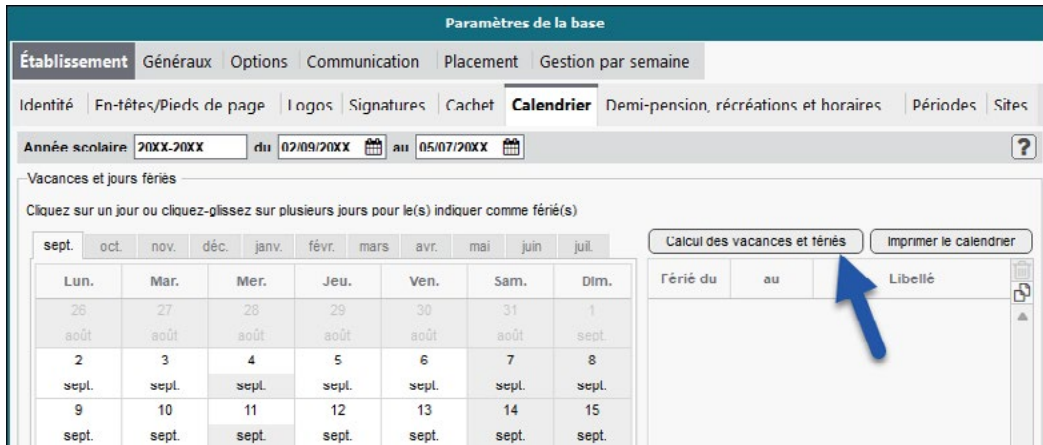 Paramètres de la base
Établissement Généraux Options Communication Placement Gestion par semaine
Identité En-têtes/Pieds de page Logos Signatures Cachet Calendrier Demi-pension, récréations et horaires Périodes Sites
Année scolaire 20XX-20XX du 02/09/20XX au 05/07/20XX ?
Vacances et jours fériés
Cliquez sur un jour ou cliquez-glissez sur plusieurs jours pour le(s) indiquer comme férié(s)
sept. oct. nov. déc. janv. févr. mars avr. mai juin juil. Calcul des vacances et fériés Imprimer le calendrier
Lun. Mar. Mer. Jeu. Ven. Sam. Dim. Férié du au Libellé
26 27 28 29 30 31 1
août août août août août août sept.
2 3 4 5 6 7 8
sept. sept. sept. sept. sept. sept. sept.
9 10 11 12 13 14 15
sept. sept. sept. sept. sept. sept. sept.